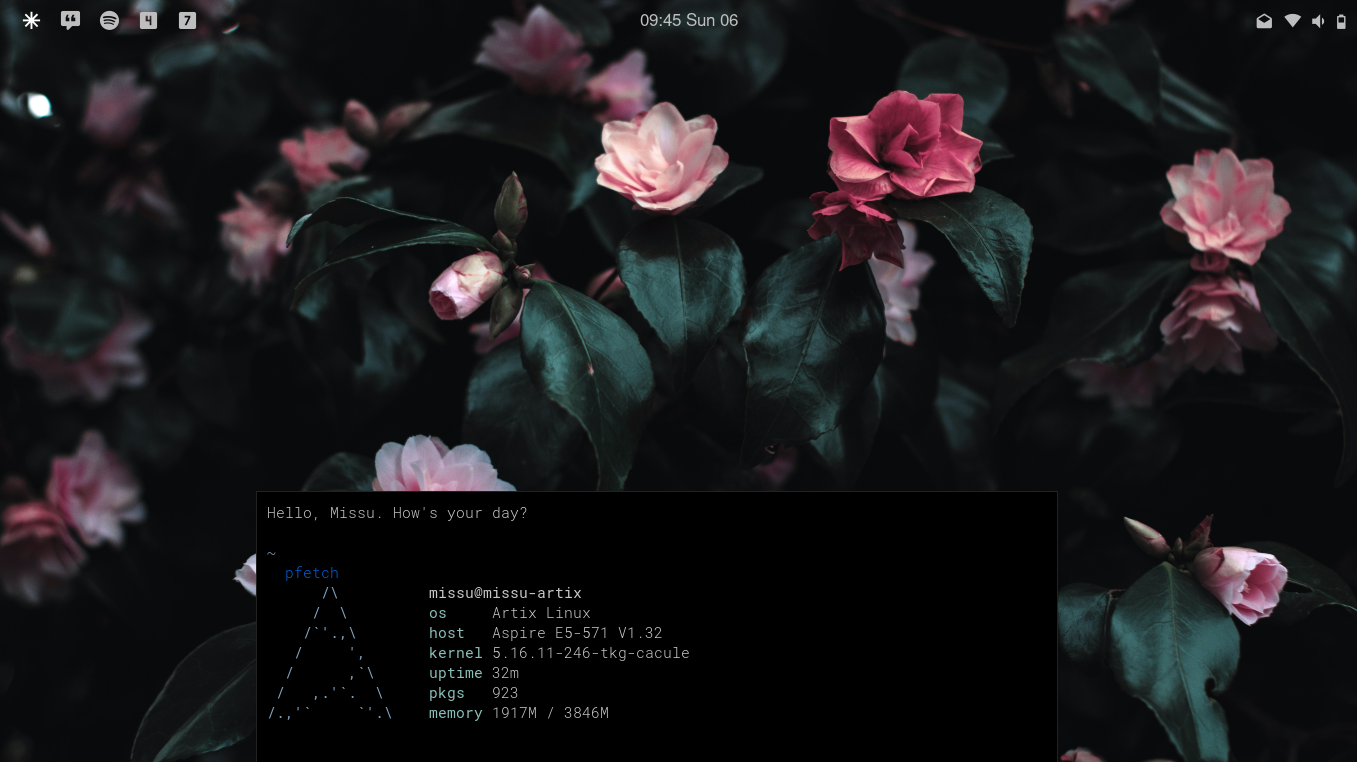 4 7 09:45 Sun 06
Hello, Missu. How's your day?
~
pfetch
missu@missu-artix
os Artix Linux
host Aspire E5-571 V1.32
kernel 5.16.11-246-tkg-cacule
uptime 32m
pkgs 923
memory 1917M / 3846M